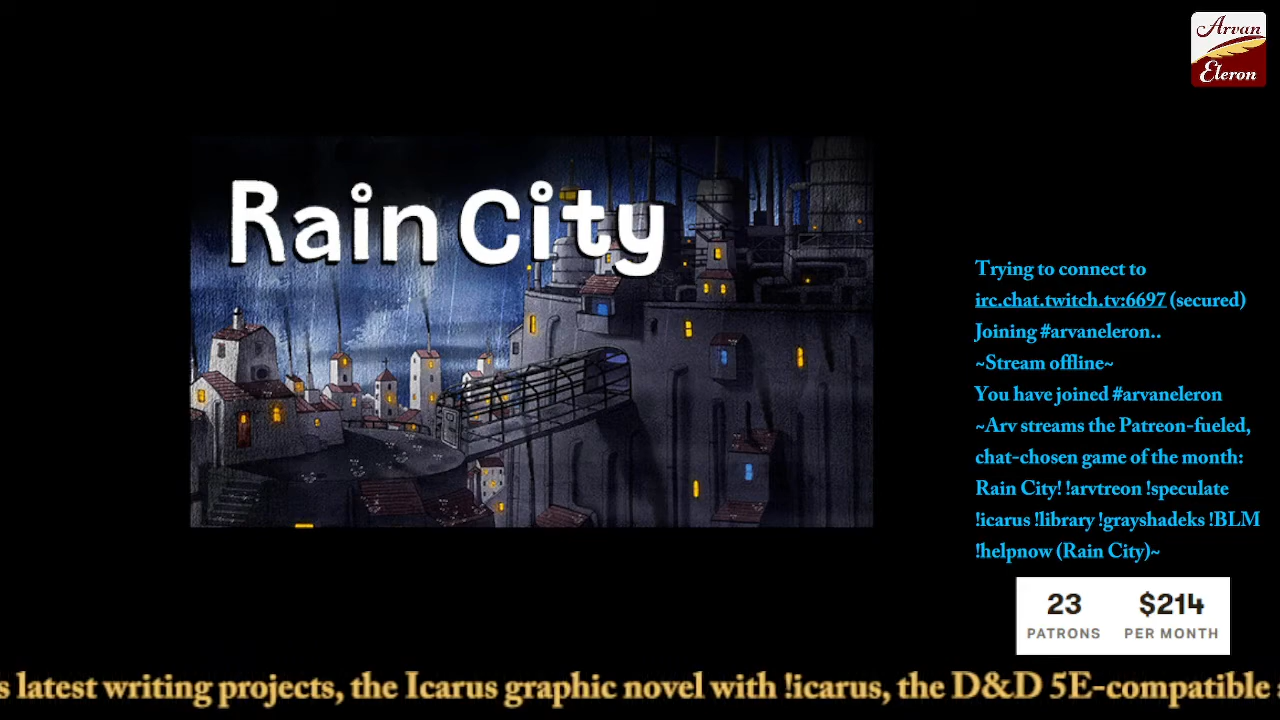 Arvan
Eleron
Rain City
Trying to connect to
irc.chat.twitch.tv:6697 (secured)
Joining #arvaneleron..
~Stream offline~
You have joined #arvaneleron
~Arv streams the Patreon-fueled,
chat-chosen game of the month:
Rain City! !arvtreon !speculate
!icarus !library !grayshadeks !BLM
!helpnow (Rain City)~
23 $214
PATRONS PER MONTH
s latest writing projects, the Icarus graphic novel with !icarus, the D&D 5E-compatible